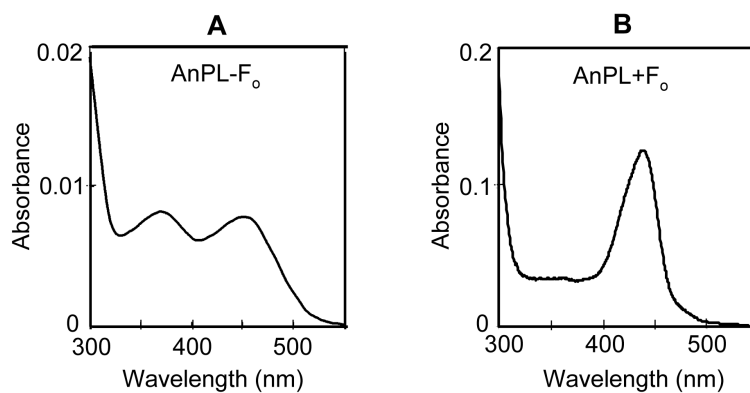 A
AnPL-Fo
0.02
0.01
0
Absorbance
300
400
500
Wavelength (nm)
B
AnPL+Fo
0.2
0.1
0
Absorbance
300
400
500
Wavelength (nm)